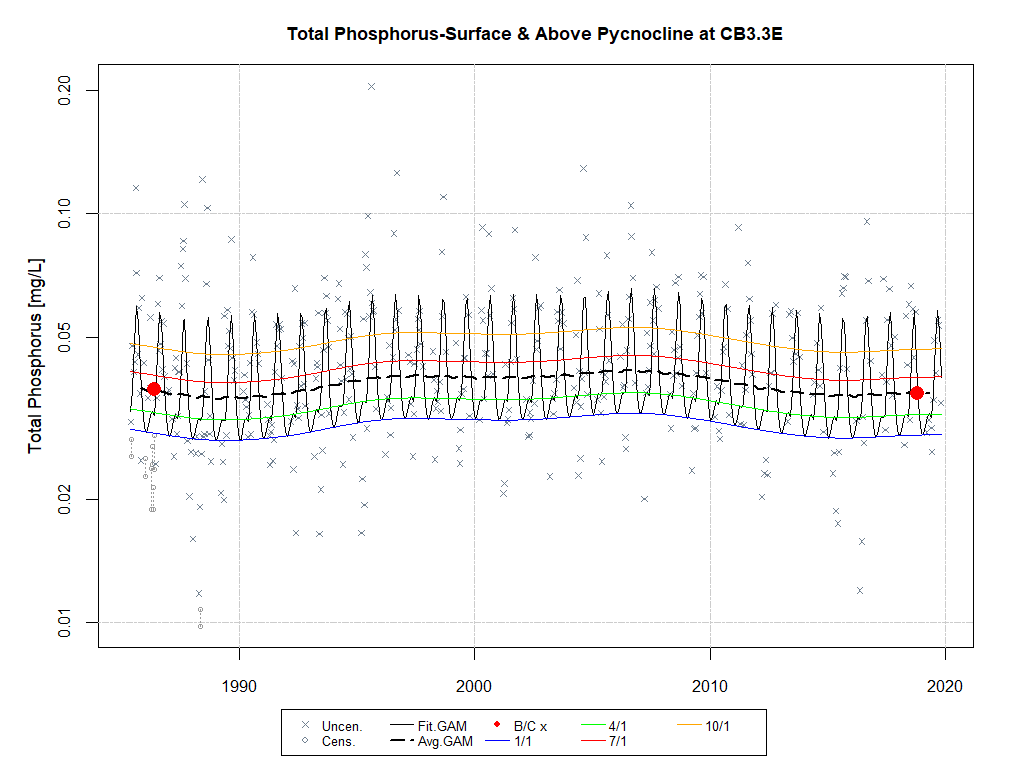 Total Phosphorus-Surface & Above Pycnocline at CB3.3E
Total Phosphorus [mg/L]
0.20
0.10
0.05
0.02
0.01
1990 2000 2010 2020
Uncen. Fit.GAM B/C x 4/1 10/1
Cens. Avg.GAM 1/1 7/1